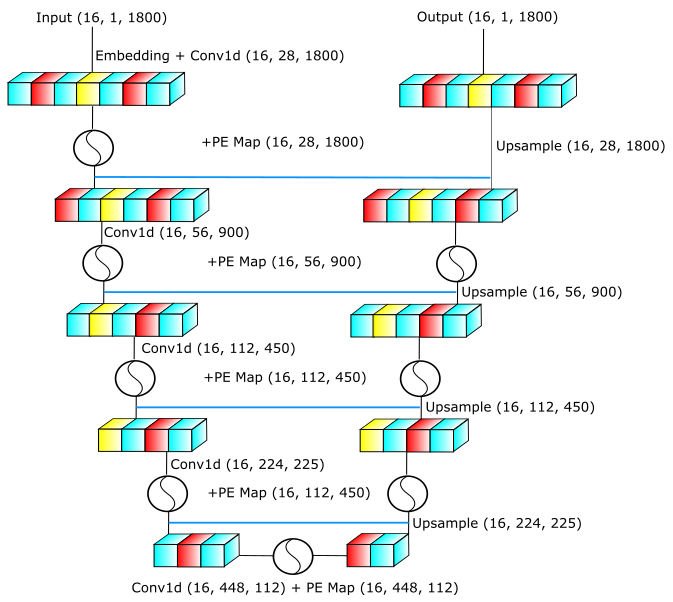 Input (16, 1, 1800)
Output (16, 1, 1800)
Embedding + Conv1d (16, 28, 1800)
+PE Map (16, 28, 1800)
Upsample (16, 28, 1800)
Conv1d (16, 56, 900)
+PE Map (16, 56, 900)
Upsample (16, 56, 900)
Conv1d (16, 112, 450)
+PE Map (16, 112, 450)
Upsample (16, 112, 450)
Conv1d (16, 224, 225)
+PE Map (16, 112, 450)
Upsample (16, 224, 225)
Conv1d (16, 448, 112) + PE Map (16, 448, 112)